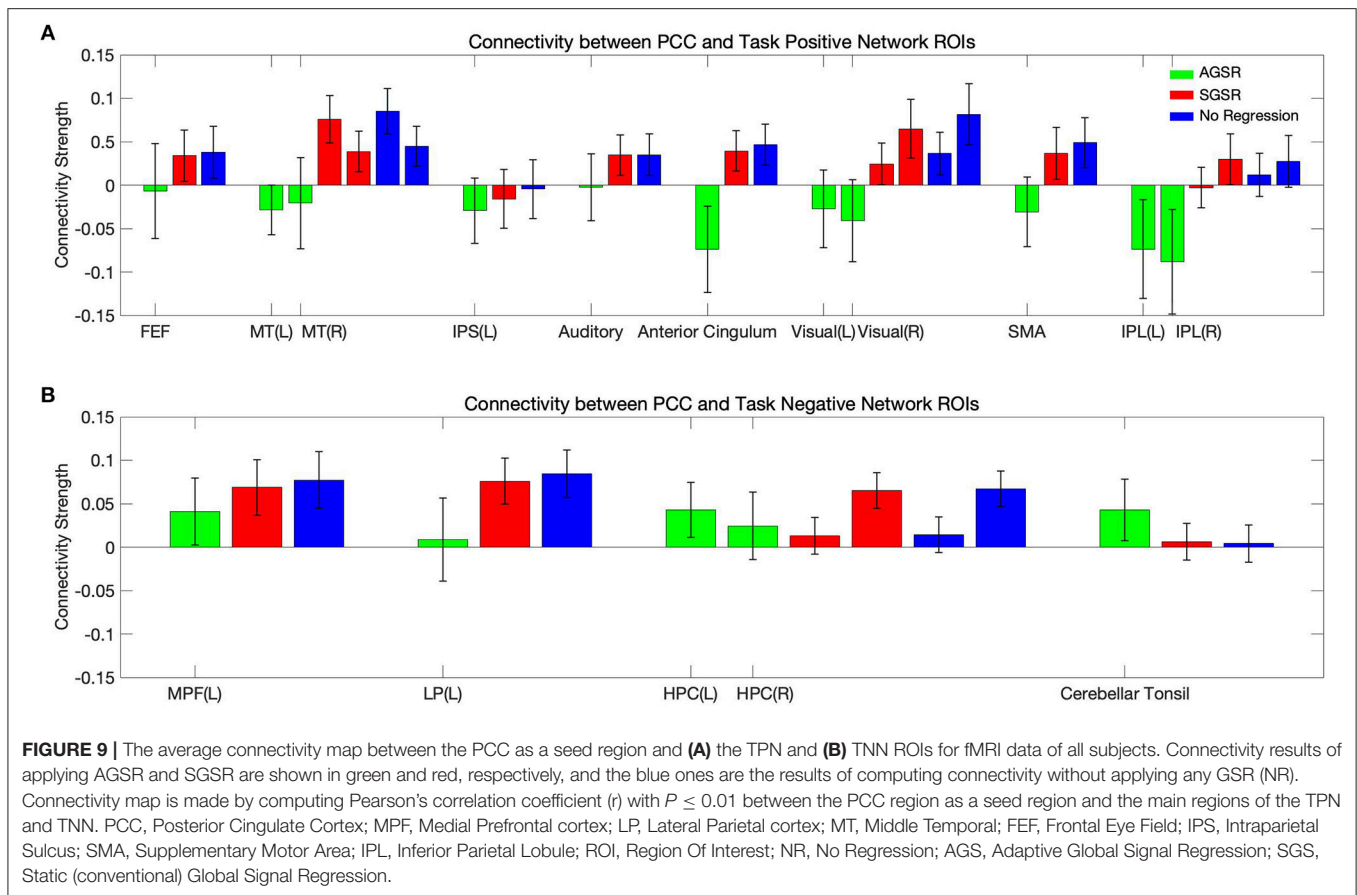 A
Connectivity between PCC and Task Positive Network ROIs
AGSR
SGSR
No Regression
Connectivity Strength
0.15
0.1
0.5
0
-0.05
-0.1
-0.15
FEF
MT(L)
MT(R)
IPS(L)
Auditory
Anterior Cingulum
Visual(L)
Visual(R)
SMA
IPL(L)
IPL(R)
B
Connectivity between PCC and Task Negative Network ROIs
Connectivity Strength
0.15
0.1
0.05
0
-0.05
-0.1
-0.15
MPF(L)
LP(L)
HPC(L)
HPC(R)
Cerebellar Tonsil
FIGURE 9 | The average connectivity map between the PCC as a seed region and (A) the TPN and (B) TNN ROIs for fMRI data of all subjects. Connectivity results of
applying AGSR and SGSR are shown in green and red, respectively, and the blue ones are the results of computing connectivity without applying any GSR (NR).
Connectivity map is made by computing Pearson's correlation coefficient (r) with P ≤ 0.01 between the PCC region as a seed region and the main regions of the TPN
and TNN. PCC, Posterior Cingulate Cortex; MPF, Medial Prefrontal cortex; LP, Lateral Parietal cortex; MT, Middle Temporal; FEF, Frontal Eye Field; IPS, Intraparietal
Sulcus; SMA, Supplementary Motor Area; IPL, Inferior Parietal Lobule; ROI, Region Of Interest; NR, No Regression; AGS, Adaptive Global Signal Regression; SGS,
Static (conventional) Global Signal Regression.